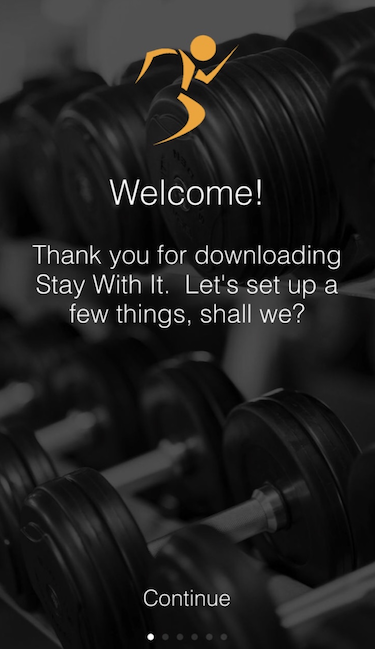 Welcome!
Thank you for downloading
Stay With It.  Let's set up a
few things, shall we?
Continue